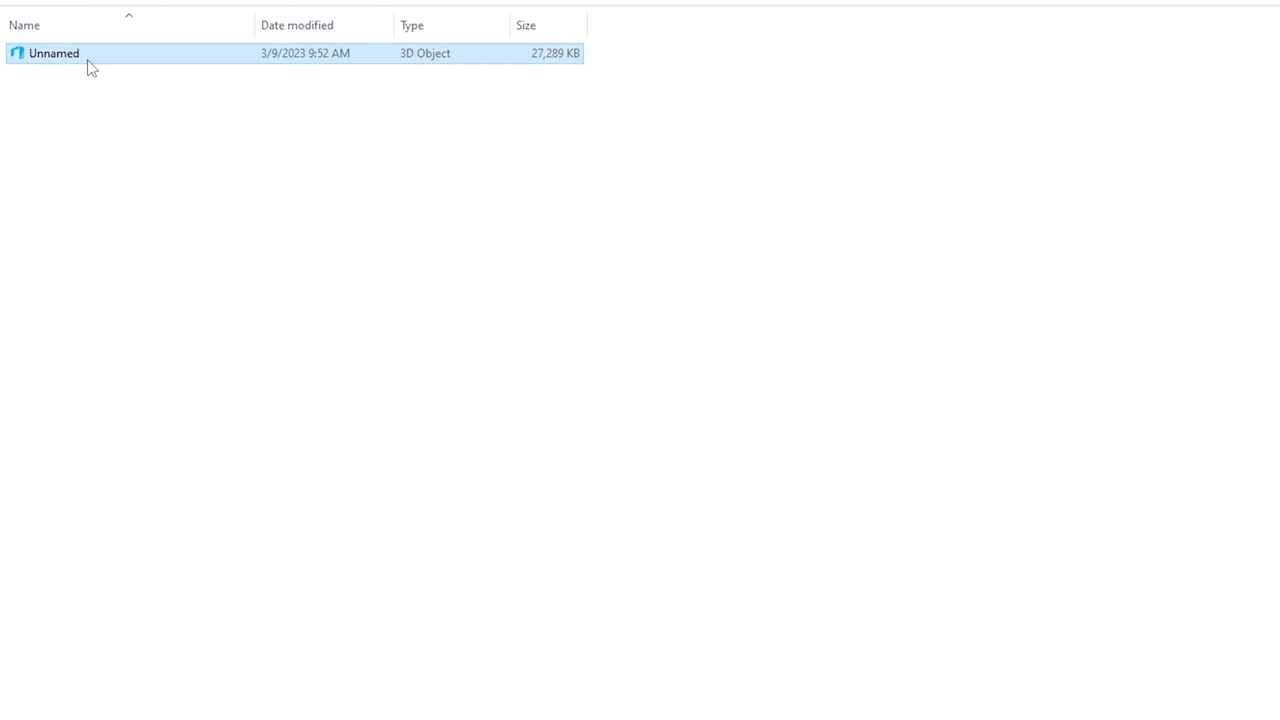 Name Date modified Type Size
Unnamed 3/9/2023 9:52 AM 3D Object 27,289 KB